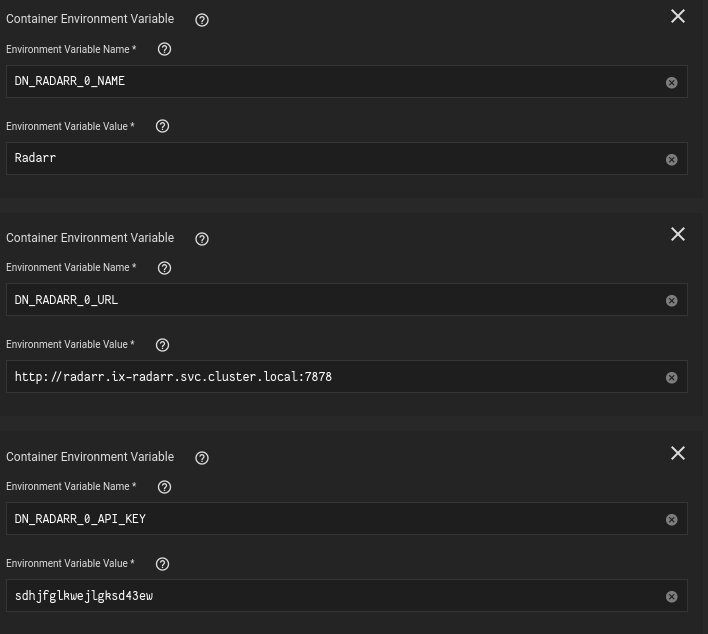 Container Environment Variable
Environment Variable Name *
DN_RADARR_0_NAME
Environment Variable Value *
Radarr
Container Environment Variable
Environment Variable Name *
DN_RADARR_0_URL
Environment Variable Value *
http://radarr.ix-radarr.svc.cluster.local:7878
Container Environment Variable
Environment Variable Name *
DN_RADARR_0_API_KEY
Environment Variable Value *
sdhjfglkwejlgksd43ew